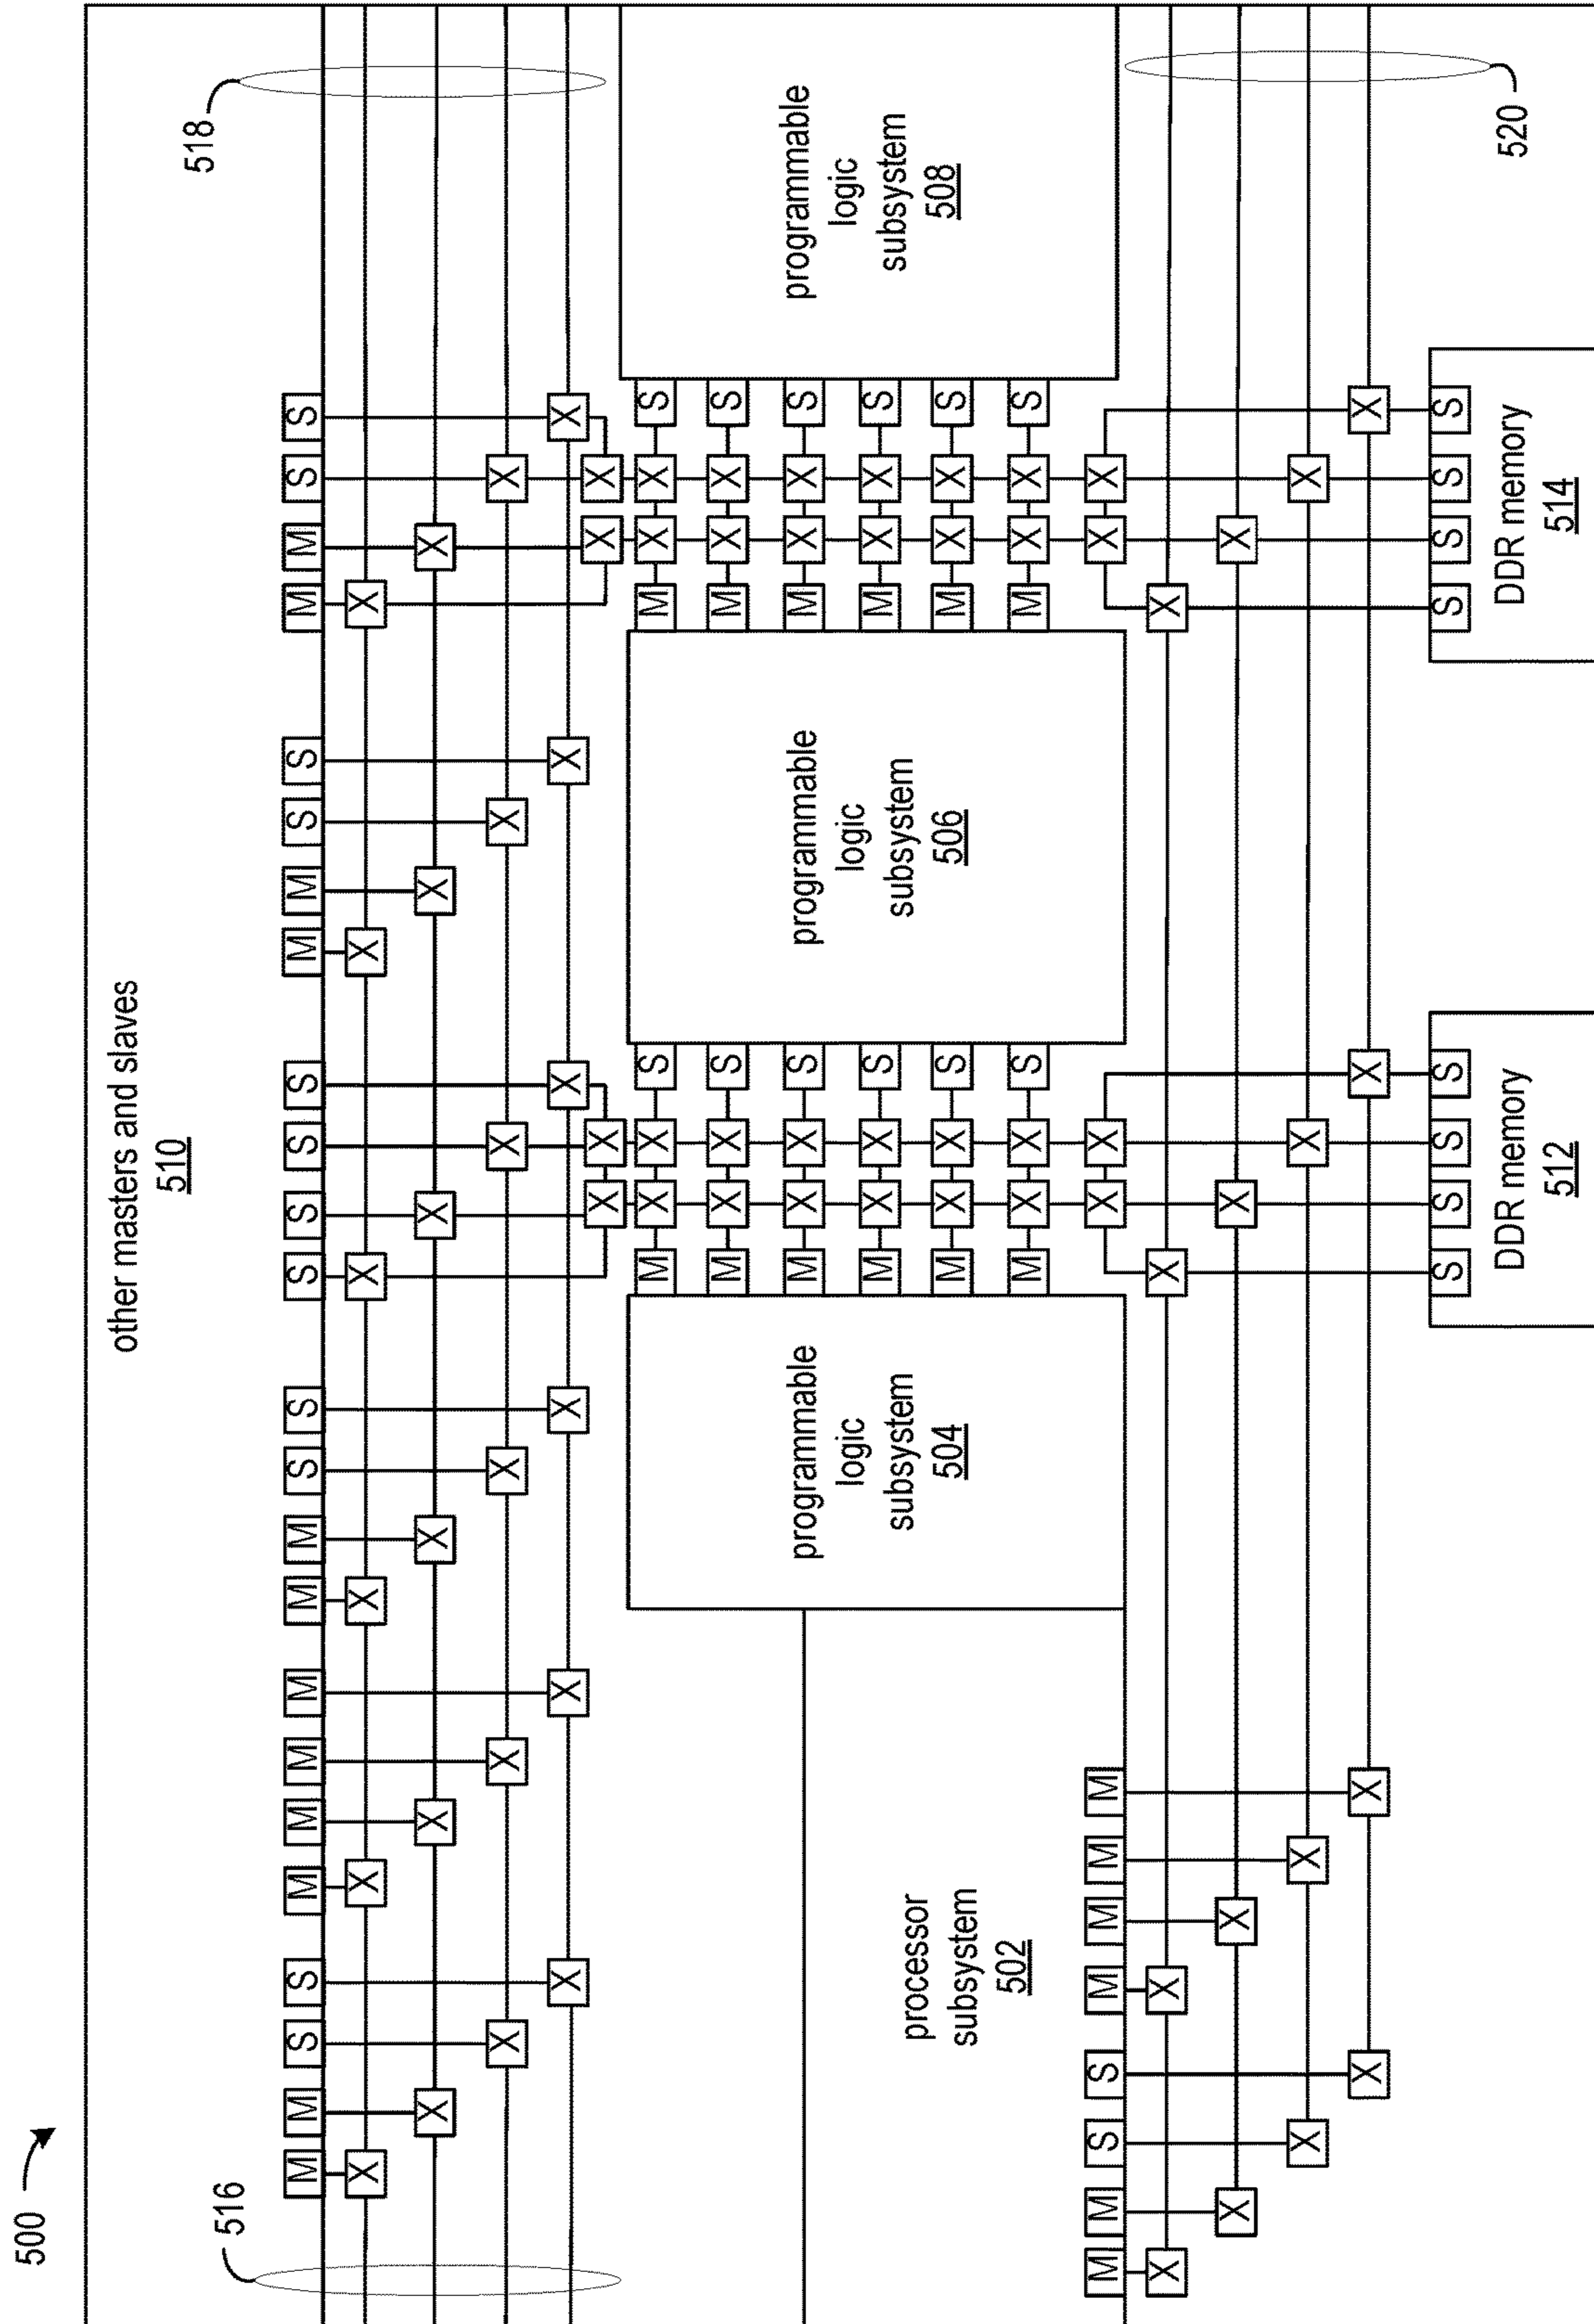 500
other masters and slaves
510
516
518
M M S S M M M M M M S S S S S S M M S S M M S S
X X X X X X
X X X X X X
X X X X X X
X X X X X X
X X X X
M X X S M X X S
M X X S M X X S
M X X S M X X S
M X X S M X X S
M X X S M X X S
M X X S M X X S
processor
subsystem
502
programmable
logic
subsystem
504
programmable
logic
subsystem
506
programmable
logic
subsystem
508
M M S S M M M M X X X X
X X X X
X X X X
X X X X
X X X X
S S S S S S S S
DDR memory
512
DDR memory
514
520